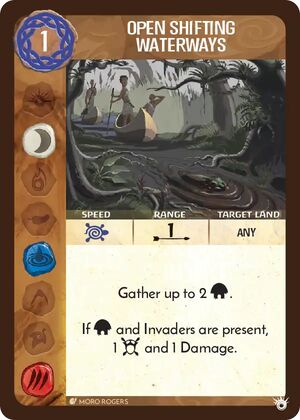 1
OPEN SHIFTING
WATERWAYS
SPEED RANGE TARGET LAND
1
ANY
Gather up to 2 .
If and Invaders are present,
1 and 1 Damage.
MORO ROGERS